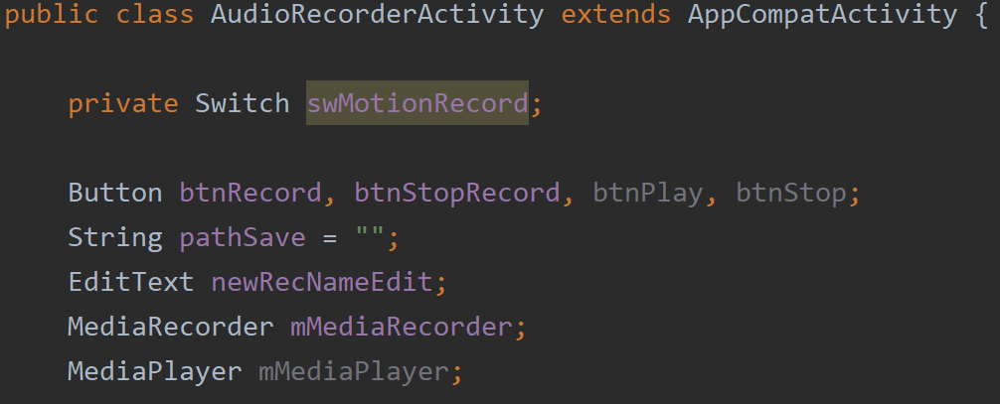 public class AudioRecorderActivity extends AppCompatActivity {
private Switch swMotionRecord;
Button btnRecord, btnStopRecord, btnPlay, btnStop;
String pathSave = "";
EditText newRecNameEdit;
MediaRecorder mMediaRecorder;
MediaPlayer mMediaPlayer;